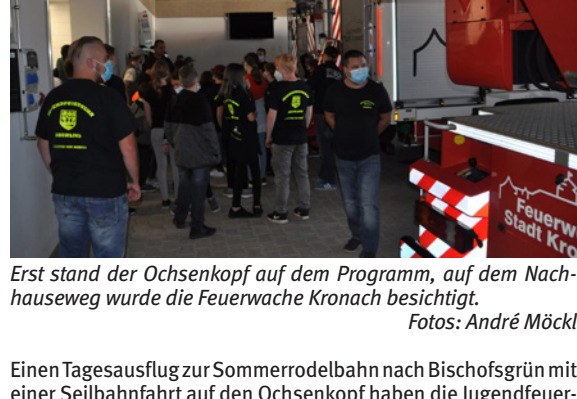 Feuerw
Stadt Kro
Erst stand der Ochsenkopf auf dem Programm, auf dem Nach-
hauseweg wurde die Feuerwache Kronach besichtigt.
Fotos: André Möckl
Einen Tagesausflug zur Sommerrodelbahn nach Bischofsgrün mit
einer Seilbahnfahrt auf den Ochsenkopf haben die Jugendfeuer-